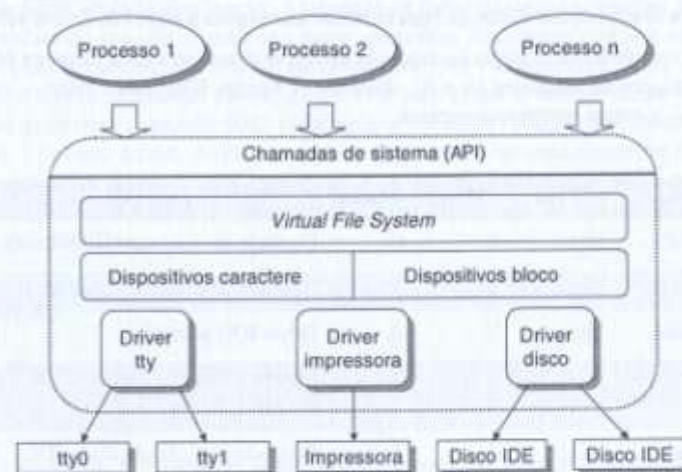 Processo 1
Processo 2
Processo n
Chamadas de sistema (API)
Virtual File System
Dispositivos caractere
Dispositivos bloco
Driver
tty
Driver
impressora
Driver
disco
tty0
tty1
Impressora
Disco IDE
Disco IDE